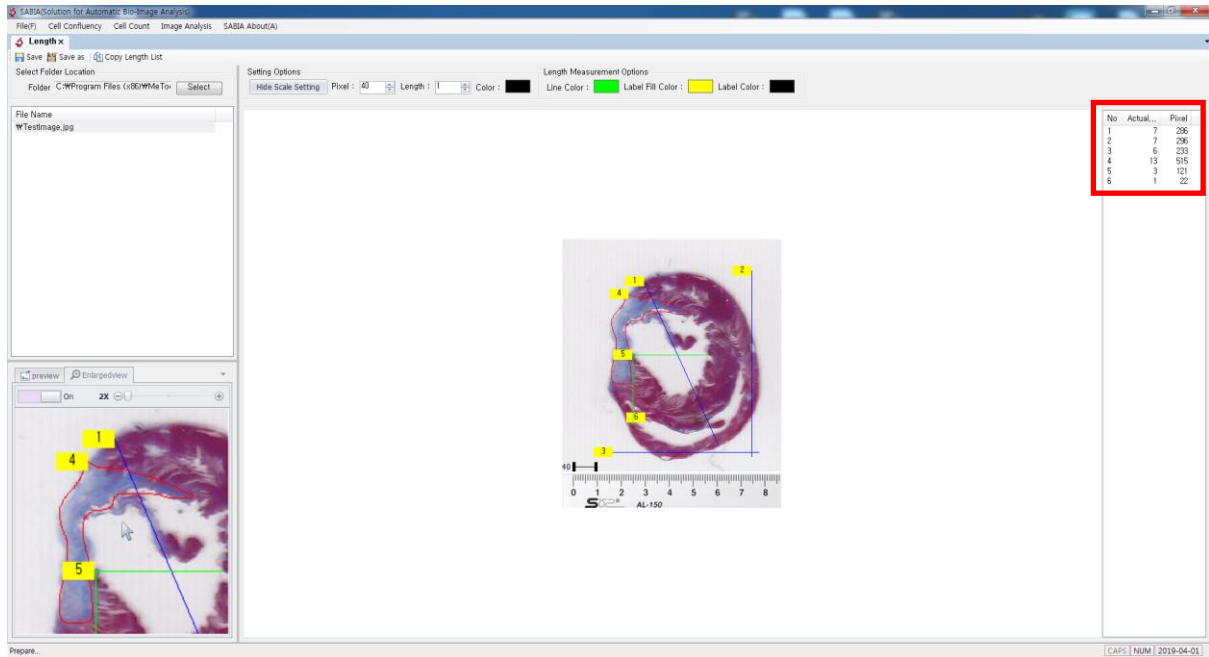 SABIA(Solution for Automatic Bio-Image Analysis)
File(F) Cell Confluency Cell Count Image Analysis SABIA About(A)
Length x
Save Save as Copy Length List
Select Folder Location
Folder C:₩Program Files (x86)₩MeTo Select
Setting Options
Hide Scale Setting Pixel : 40 Length : 1 Color :
Length Measurement Options
Line Color : Label Fill Color : Label Color :
File Name
₩TestImage.jpg
No Actual,... Pixel
1 7 286
2 7 296
3 6 233
4 13 515
5 3 121
6 1 22
2
1
4
5
6
3
40
0 1 2 3 4 5 6 7 8
AL-150
preview Enlargedview
On 2X
1
4
5
Prepare...
CAPS NUM 2019-04-01